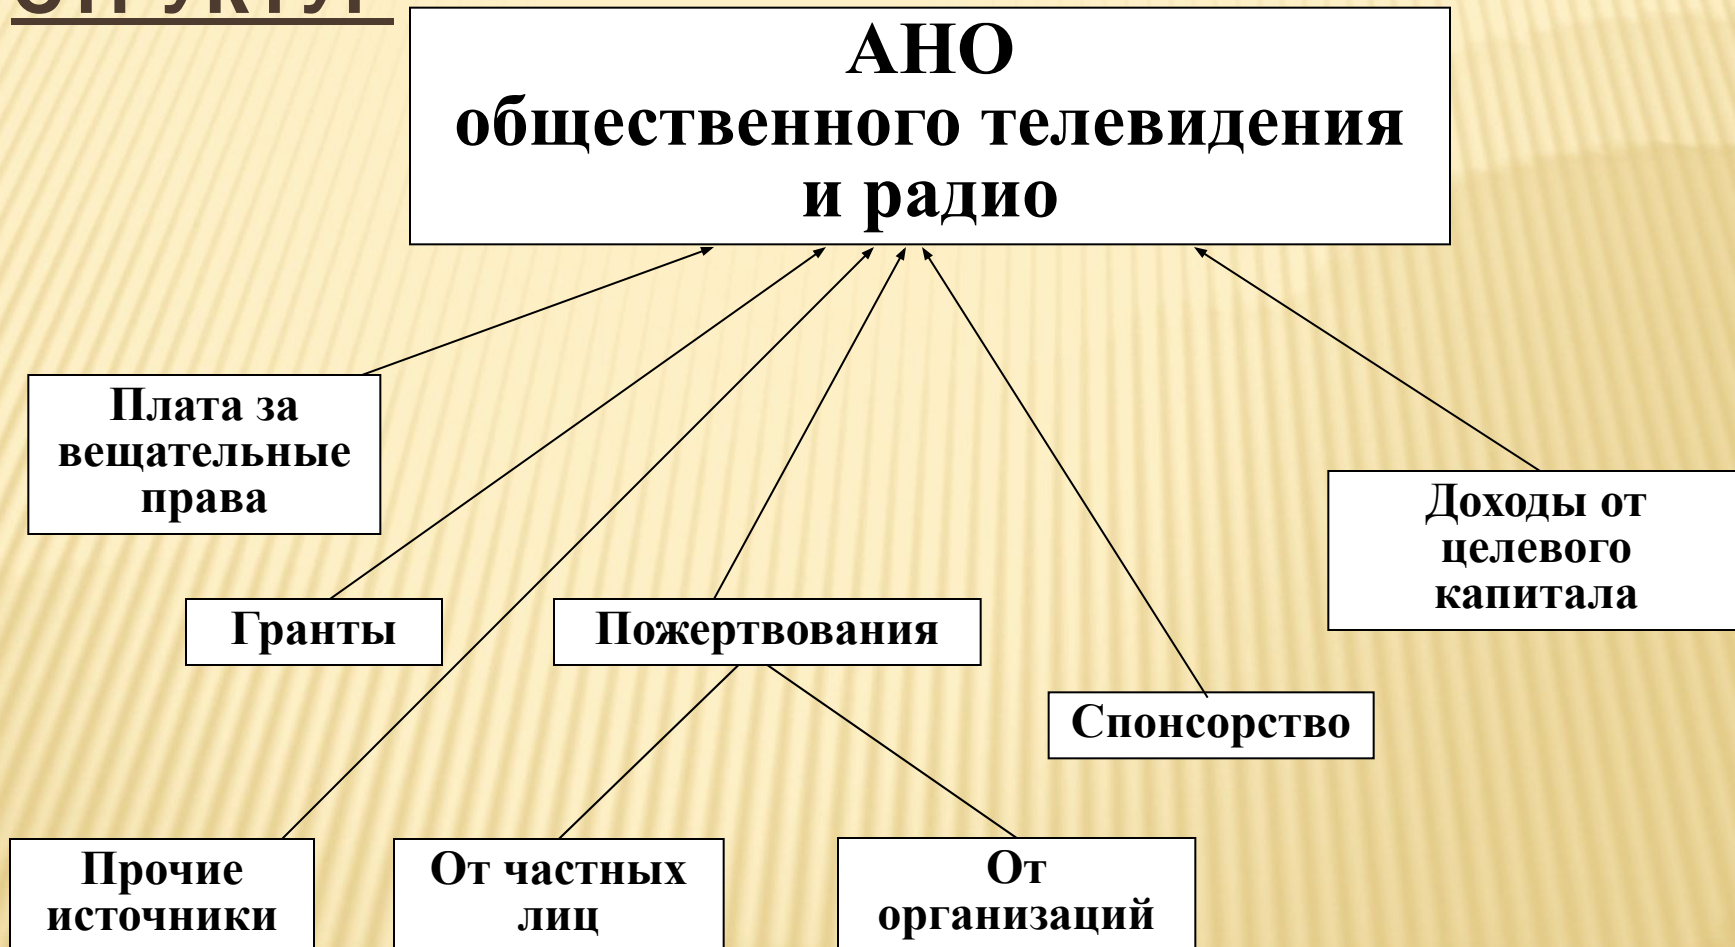 АНО
общественного телевидения
и радио
Плата за
вещательные
права
Доходы от
целевого
капитала
Гранты
Пожертвования
Спонсорство
Прочие
источники
От частных
лиц
От
организаций